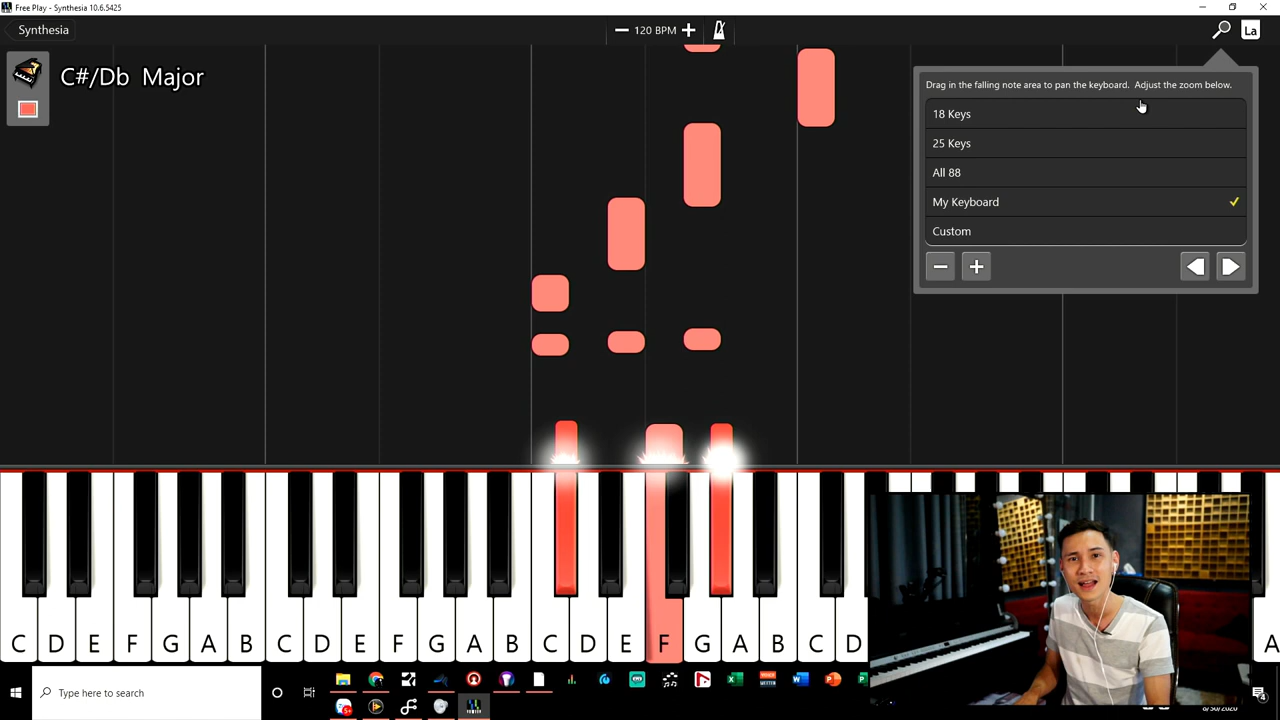 Free Play - Synthesia 10.6.5425
Synthesia
120 BPM
La
C#/Db Major
Drag in the falling note area to pan the keyboard. Adjust the zoom below.
18 Keys
25 Keys
All 88
My Keyboard
Custom
C D E F G A B C D E F G A B C D E F G A B C D A
Type here to search